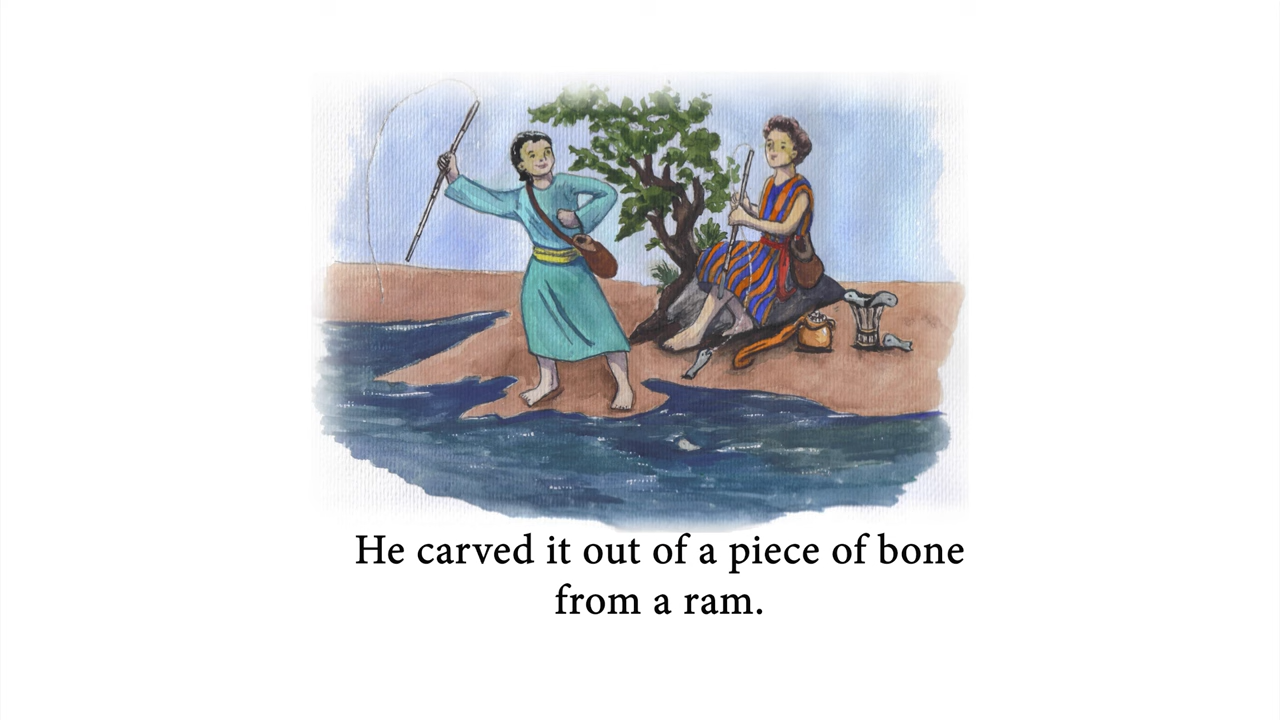 He carved it out of a piece of bone
from a ram.